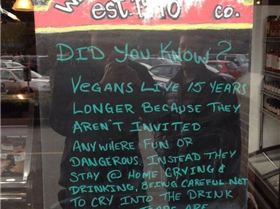 est. 1910
CO.
DID YOU KNOW?
VEGANS LIVE 15 YEARS
LONGER BECAUSE THEY
AREN'T INVITED
ANYWHERE FUN OR
DANGEROUS. INSTEAD THEY
STAY @ HOME CRYING &
DRINKING, BEING CAREFUL NOT
TO CRY INTO THE DRINK